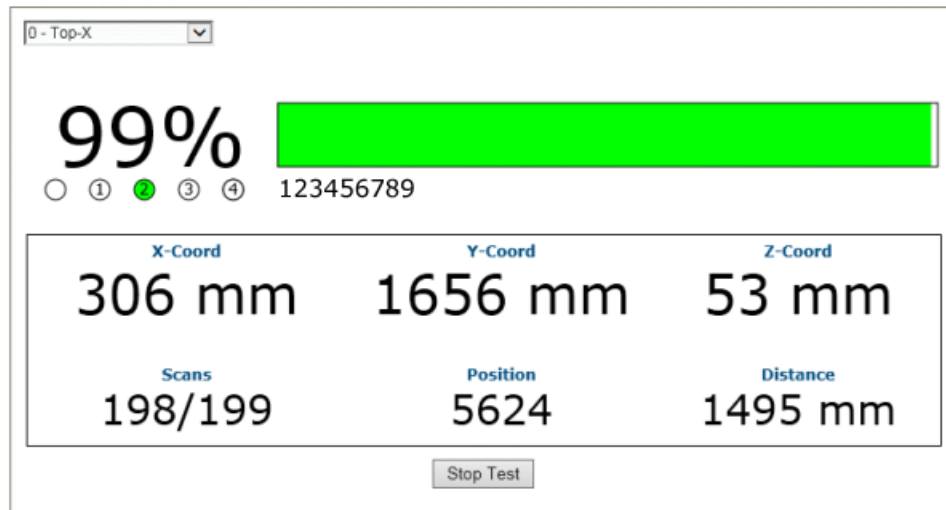 0 - Top-X
99%
1 2 3 4 123456789
X-Coord Y-Coord Z-Coord
306 mm 1656 mm 53 mm
Scans Position Distance
198/199 5624 1495 mm
Stop Test